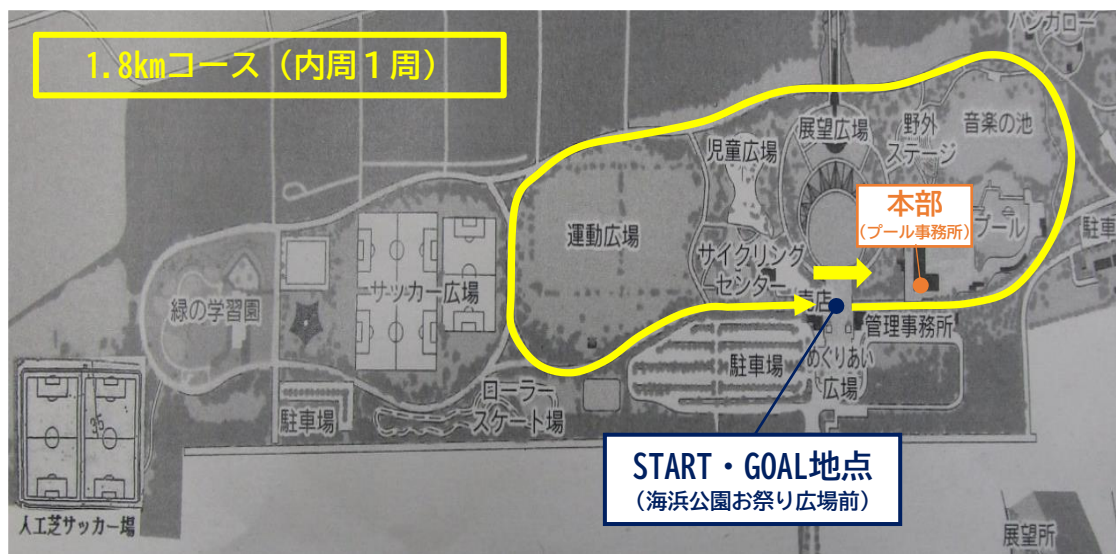 1.8kmコース（内周１周）
バンガロー
展望広場
野外
ステージ
音楽の池
児童広場
本部
（プール事務所）
プール
駐車
運動広場
サイクリング
センター
サッカー広場
緑の学習園
売店
管理事務所
駐車場
めぐりあい
広場
ローラー
スケート場
駐車場
START・GOAL地点
（海浜公園お祭り広場前）
人工芝サッカー場
展望所